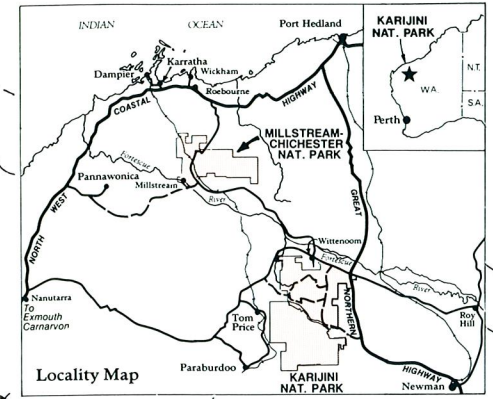 INDIAN OCEAN
Port Hedland
KARIJINI
NAT. PARK
N.T.
W.A.
S.A.
Perth
Karratha
Dampier
Wickham
Roebourne
COASTAL
HIGHWAY
MILLSTREAM-
CHICHESTER
NAT. PARK
Fortescue
Pannawonica
Millstream
River
GREAT
WEST
NORTH
Wittenoom
Fortescue
River
NORTHERN
Nanutarra
To
Exmouth
Carnarvon
Tom
Price
Roy
Hill
Paraburdoo
HIGHWAY
Locality Map
KARIJINI
NAT. PARK
Newman